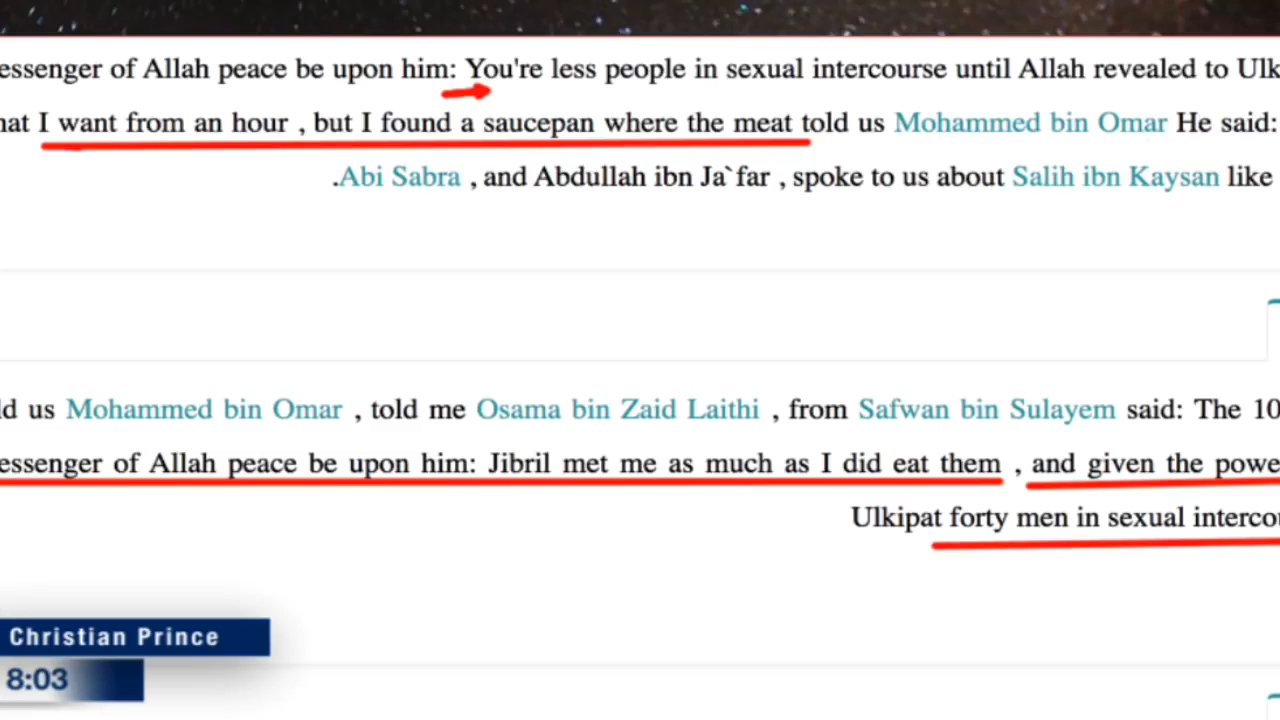 essenger of Allah peace be upon him: You're less people in sexual intercourse until Allah revealed to Ulk
hat I want from an hour , but I found a saucepan where the meat told us Mohammed bin Omar He said:
.Abi Sabra , and Abdullah ibn Ja`far , spoke to us about Salih ibn Kaysan like
ld us Mohammed bin Omar , told me Osama bin Zaid Laithi , from Safwan bin Sulayem said: The 10
essenger of Allah peace be upon him: Jibril met me as much as I did eat them , and given the powe
Ulkipat forty men in sexual interco
Christian Prince
8:03